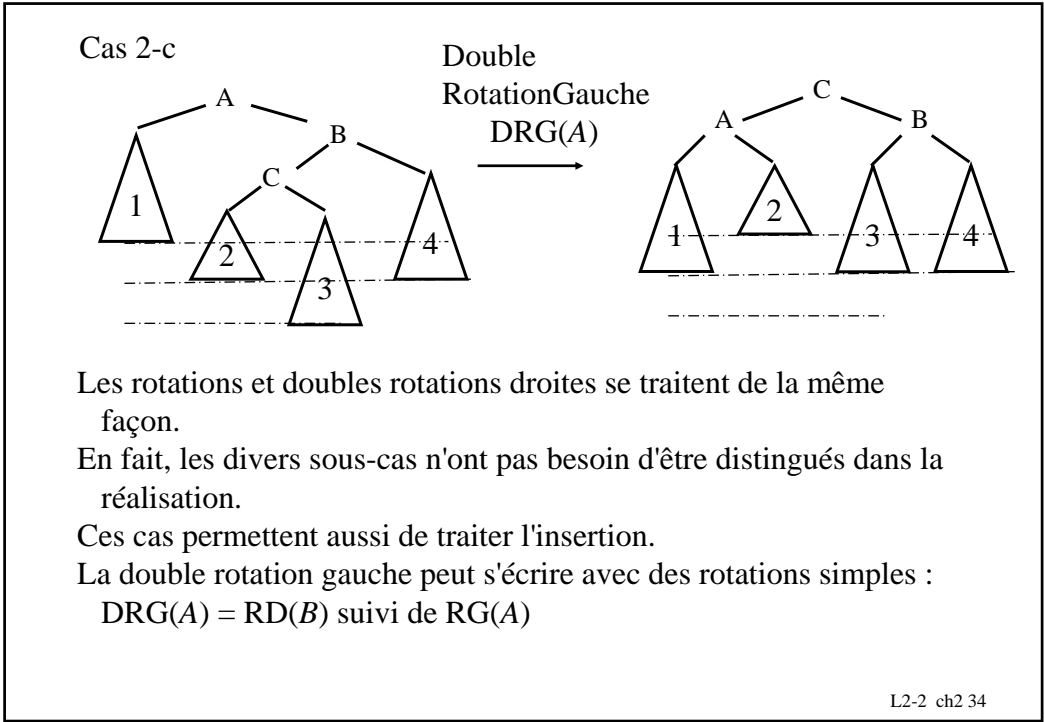 Cas 2-c
Double
RotationGauche
DRG(A)
A
B
C
1
2
3
4
C
A
B
1
2
3
4
Les rotations et doubles rotations droites se traitent de la même
façon.
En fait, les divers sous-cas n'ont pas besoin d'être distingués dans la
réalisation.
Ces cas permettent aussi de traiter l'insertion.
La double rotation gauche peut s'écrire avec des rotations simples :
DRG(A) = RD(B) suivi de RG(A)
L2-2 ch2 34